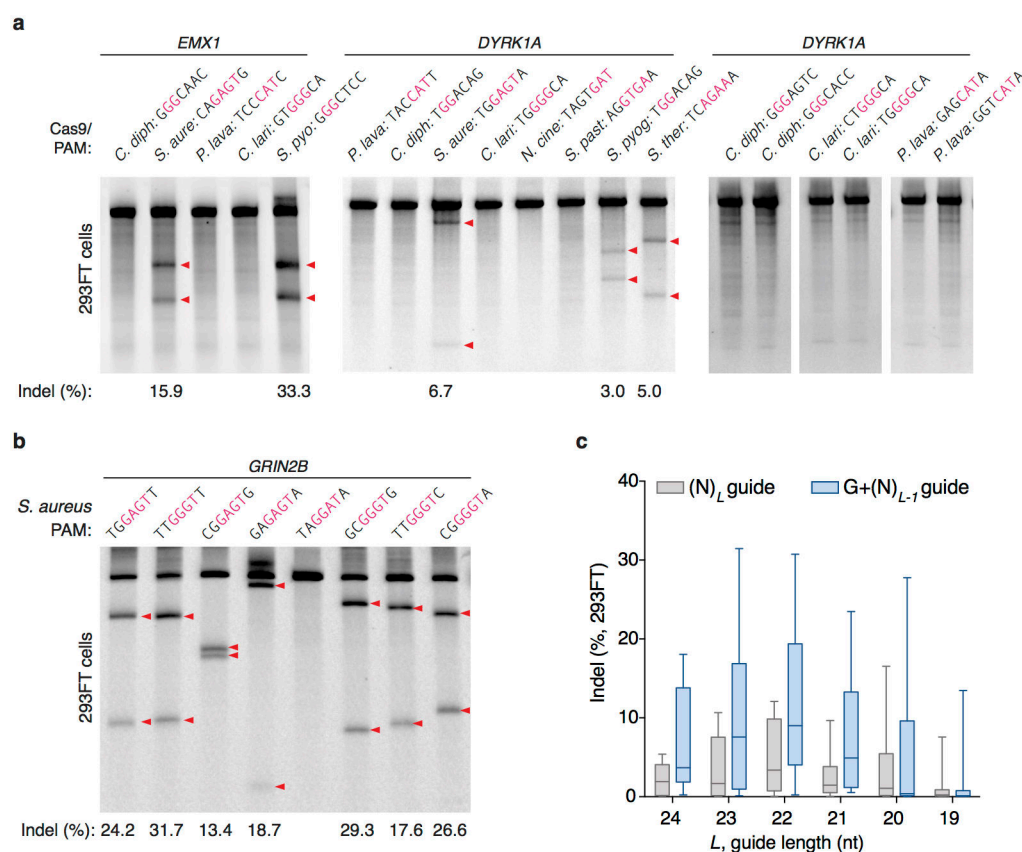 a
EMX1
DYRK1A
DYRK1A
Cas9/
PAM:
C. diph: GGGCAAC
S. aure: CAGAGTG
P. lava: TCCCATC
C. lari: GTGGGCA
S. pyo: GGGCTCC
P. lava: TACCATT
C. diph: TGGACAG
S. aure: TGGAGTA
C. lari: TGGGGCA
N. cine: TAGTGAT
S. past: AGGTGAA
S. pyog: TGGACAG
S. ther: TCAGAAA
C. diph: GGGAGTC
C. diph: GGGCACC
C. lari: CTGGGCA
C. lari: TGGGGCA
P. lava: GAGCATA
P. lava: GGTCATA
293FT cells
Indel (%): 15.9 33.3 6.7 3.0 5.0
b
GRIN2B
S. aureus
PAM:
TGGAGTT
TTGGGTT
CGGAGTG
GAGAGTA
TAGGATA
GCGGGTG
TTGGGTC
CGGGGTA
293FT cells
Indel (%): 24.2 31.7 13.4 18.7 29.3 17.6 26.6
c
(N)L guide G+(N)L-1 guide
Indel (%, 293FT)
40
30
20
10
0
24 23 22 21 20 19
L, guide length (nt)